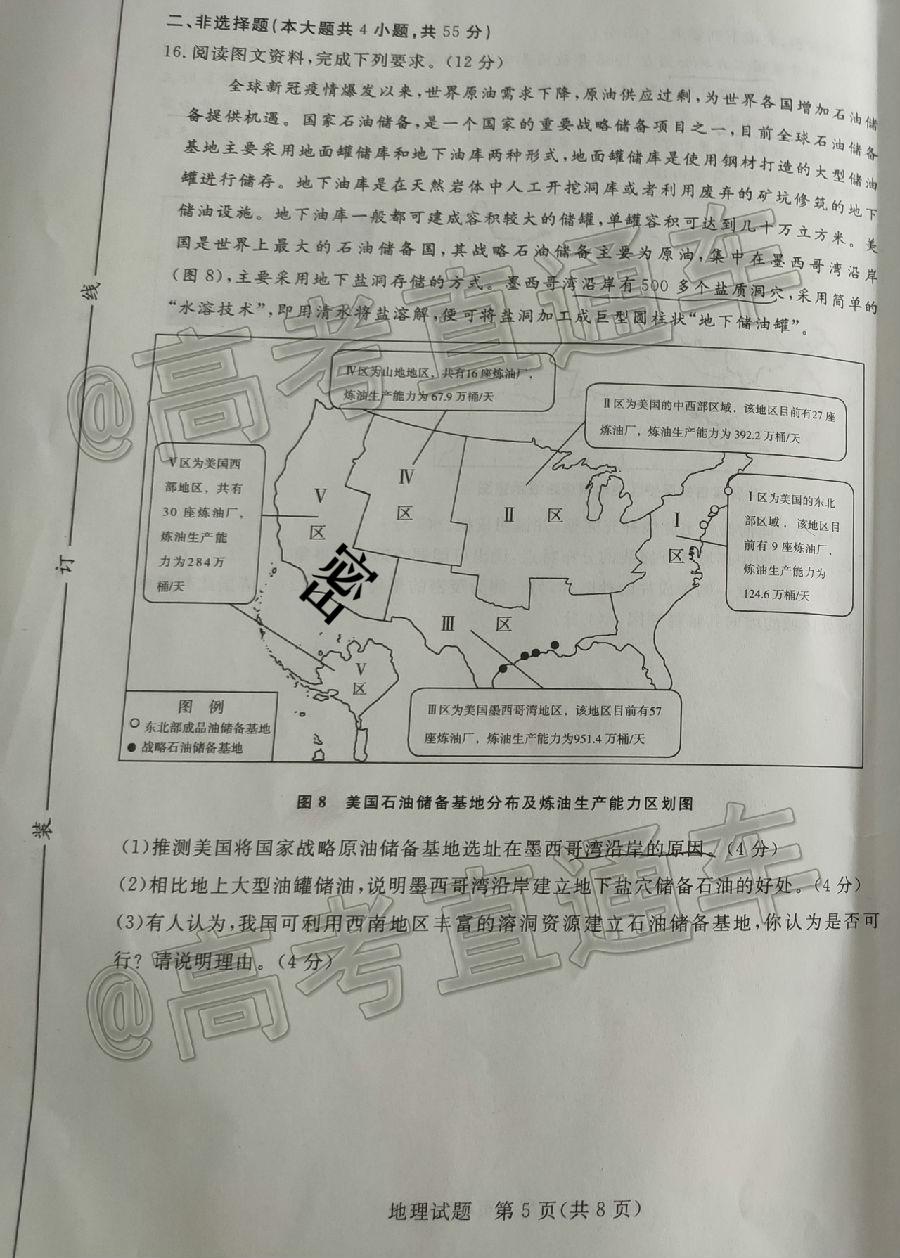 二、非选择题(本大题共4小题,共55分)
16.阅读图文资料,完成下列要求。(12分)
全球新冠疫情爆发以来,世界原油需求下降,原油供应过剩,为世界各国增加石油储
备提供机遇。国家石油储备,是一个国家的重要战略储备项目之一,目前全球石油储备
基地主要采用地面罐储库和地下油库两种形式,地面罐储库是使用钢材打造的大型储油
罐进行储存。地下油库是在天然岩体中人工开挖洞库或者利用废弃的矿坑修筑的地下
储油设施。地下油库一般都可建成容积较大的储罐,单罐容积可达到几十万立方米。美
国是世界上最大的石油储备国,其战略石油储备主要为原油,集中在墨西哥湾沿岸
(图8),主要采用地下盐洞存储的方式。墨西哥湾沿岸有500多个盐质洞穴,采用简单的
“水溶技术”,即用清水将盐溶解,便可将盐洞加工成巨型圆柱状“地下储油罐”。
Ⅳ区为山地地区,共有16座炼油厂,
炼油生产能力为67.9万桶/天
Ⅱ区为美国的中西部区域,该地区目前有27座
炼油厂,炼油生产能力为392.2万桶/天
Ⅴ区为美国西
部地区,共有
30座炼油厂,
炼油生产能
力为284万
桶/天
Ⅰ区为美国的东北
部区域,该地区目
前有9座炼油厂,
炼油生产能力为
124.6万桶/天
Ⅳ
区
Ⅴ
区
Ⅱ 区
Ⅰ
区
Ⅲ 区
Ⅴ
区
Ⅲ区为美国墨西哥湾地区,该地区目前有57
座炼油厂,炼油生产能力为951.4万桶/天
图 例
东北部成品油储备基地
战略石油储备基地
图8 美国石油储备基地分布及炼油生产能力区划图
(1)推测美国将国家战略原油储备基地选址在墨西哥湾沿岸的原因。(4分)
(2)相比地上大型油罐储油,说明墨西哥湾沿岸建立地下盐穴储备石油的好处。(4分)
(3)有人认为,我国可利用西南地区丰富的溶洞资源建立石油储备基地,你认为是否可
行?请说明理由。(4分)
地理试题 第5页(共8页)
线
订
装
密
@高考直通车
@高考直通车